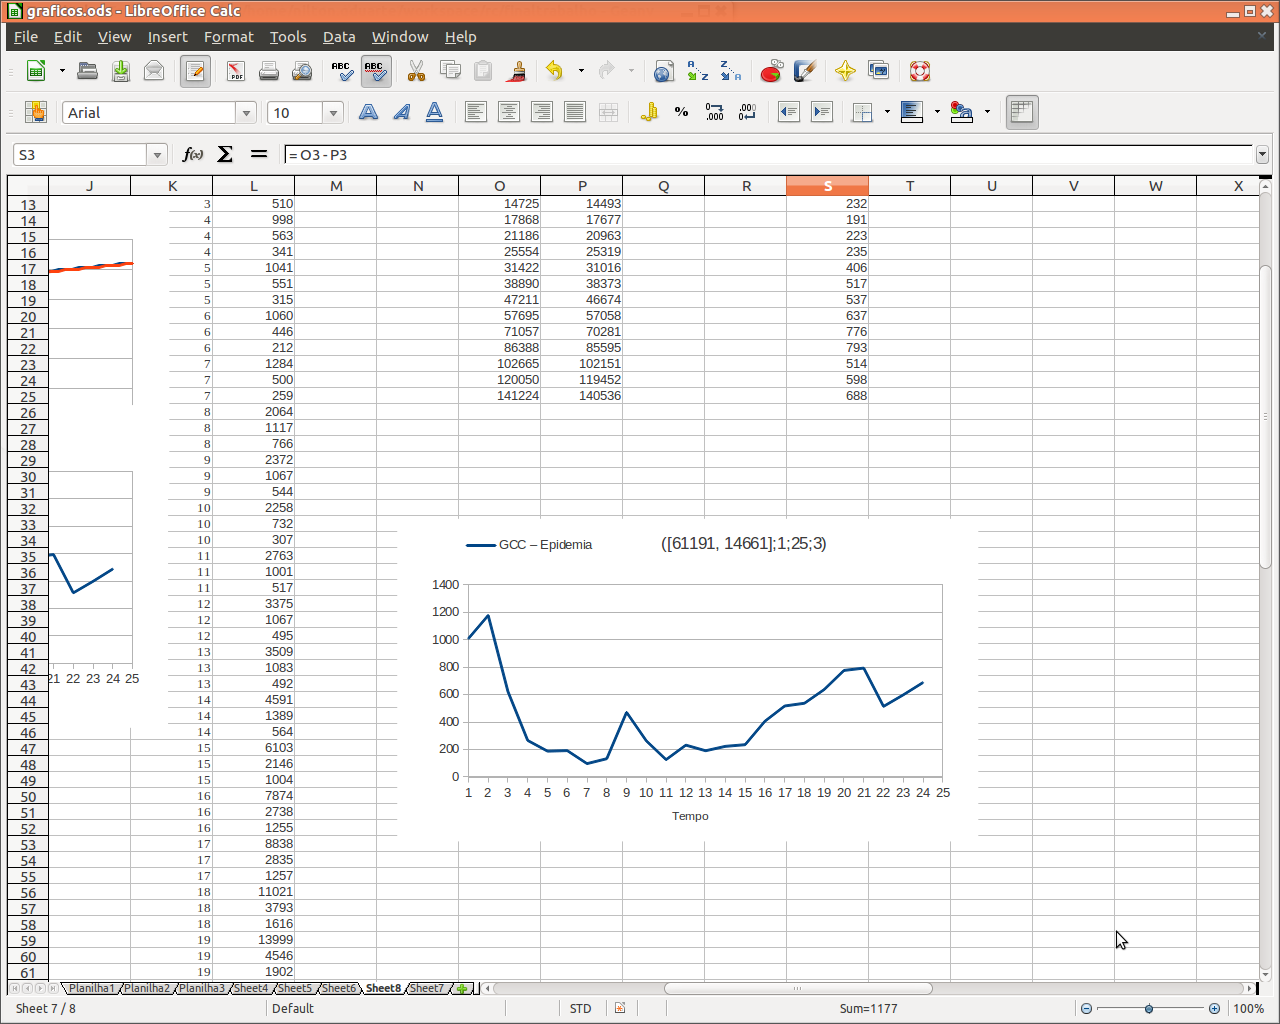 graficos.ods - LibreOffice Calc
File Edit View Insert Format Tools Data Window Help
Arial 10
S3 f(x) Σ = =O3-P3
J K L M N O P Q R S T U V W X
13 3 510 14725 14493 232
14 4 998 17868 17677 191
15 4 563 21186 20963 223
16 4 341 25554 25319 235
17 5 1041 31422 31016 406
18 5 551 38890 38373 517
19 5 315 47211 46674 537
20 6 1060 57695 57058 637
21 6 446 71057 70281 776
22 6 212 86388 85595 793
23 7 1284 102665 102151 514
24 7 500 120050 119452 598
25 7 259 141224 140536 688
26 8 2064
27 8 1117
28 8 766
29 9 2372
30 9 1067
31 9 544
32 10 2258
33 10 732
34 10 307
35 11 2763
36 11 1001
37 11 517
38 12 3375
39 12 1067
40 12 495
41 13 3509
42 13 1083
43 13 492
44 14 4591
45 14 1389
46 14 564
47 15 6103
48 15 2146
49 15 1004
50 16 7874
51 16 2738
52 16 1255
53 17 8838
54 17 2835
55 17 1257
56 18 11021
57 18 3793
58 18 1616
59 19 13999
60 19 4546
61 19 1902
21 22 23 24 25
GCC – Epidemia ([61191, 14661];1;25;3)
1400
1200
1000
800
600
400
200
0
1 2 3 4 5 6 7 8 9 10 11 12 13 14 15 16 17 18 19 20 21 22 23 24 25
Tempo
Planilha1 Planilha2 Planilha3 Sheet4 Sheet5 Sheet6 Sheet8 Sheet7
Sheet 7 / 8 Default STD Sum=1177 100%